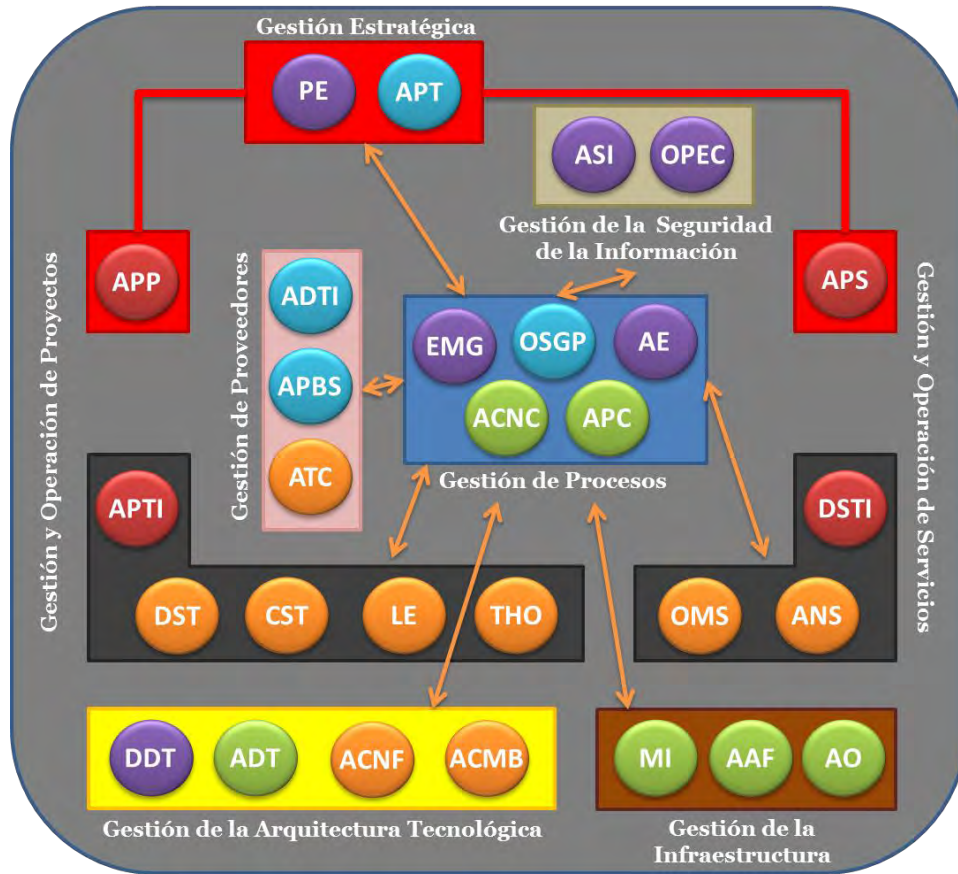 Gestión Estratégica
PE
APT
ASI
OPEC
Gestión de la Seguridad
de la Información
APP
APS
Gestión y Operación de Proyectos
Gestión de Proveedores
Gestión y Operación de Servicios
ADTI
APBS
ATC
EMG
OSGP
AE
ACNC
APC
Gestión de Procesos
APTI
DSTI
DST
CST
LE
THO
OMS
ANS
DDT
ADT
ACNF
ACMB
MI
AAF
AO
Gestión de la Arquitectura Tecnológica
Gestión de la
Infraestructura